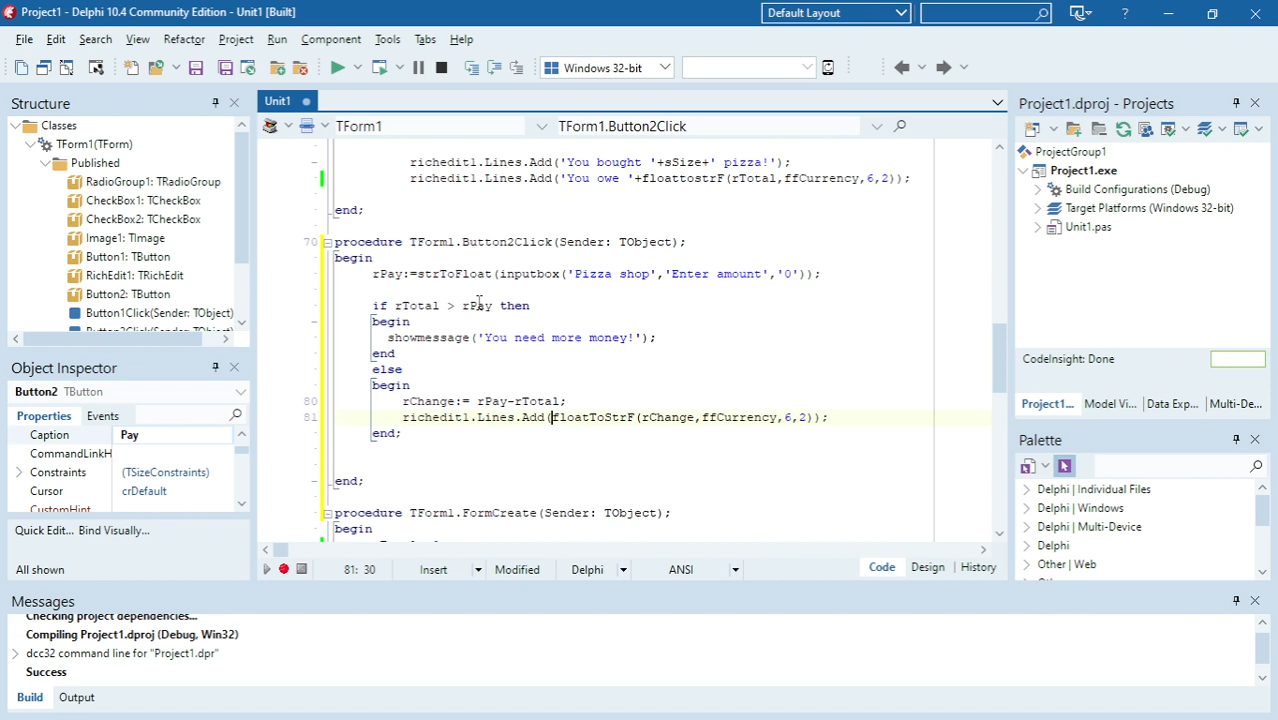 Project1 - Delphi 10.4 Community Edition - Unit1 [Built]
Default Layout
File Edit Search View Refactor Project Run Component Tools Tabs Help
Windows 32-bit
Structure
Classes
TForm1(TForm)
Published
RadioGroup1: TRadioGroup
CheckBox1: TCheckBox
CheckBox2: TCheckBox
Image1: TImage
Button1: TButton
RichEdit1: TRichEdit
Button2: TButton
Button1Click(Sender: TObject)
Object Inspector
Button2 TButton
Properties Events
Caption Pay
CommandLinkH
Constraints (TSizeConstraints)
Cursor crDefault
CustomHint
Quick Edit... Bind Visually...
All shown
Unit1
TForm1 TForm1.Button2Click
richedit1.Lines.Add('You bought '+sSize+' pizza!');
richedit1.Lines.Add('You owe '+floattostrF(rTotal,ffCurrency,6,2));
end;
70 procedure TForm1.Button2Click(Sender: TObject);
begin
rPay:=strToFloat(inputbox('Pizza shop','Enter amount','0'));
if rTotal > rPay then
begin
showmessage('You need more money!');
end
else
begin
80 rChange:= rPay-rTotal;
81 richedit1.Lines.Add(floatToStrF(rChange,ffCurrency,6,2));
end;
end;
procedure TForm1.FormCreate(Sender: TObject);
begin
81: 30 Insert Modified Delphi ANSI Code Design History
Project1.dproj - Projects
ProjectGroup1
Project1.exe
Build Configurations (Debug)
Target Platforms (Windows 32-bit)
Unit1.pas
CodeInsight: Done
Project1... Model Vi... Data Exp... Multi-De...
Palette
Delphi | Individual Files
Delphi | Windows
Delphi | Multi-Device
Delphi
Other | Web
Messages
Checking project dependencies...
Compiling Project1.dproj (Debug, Win32)
dcc32 command line for "Project1.dpr"
Success
Build Output